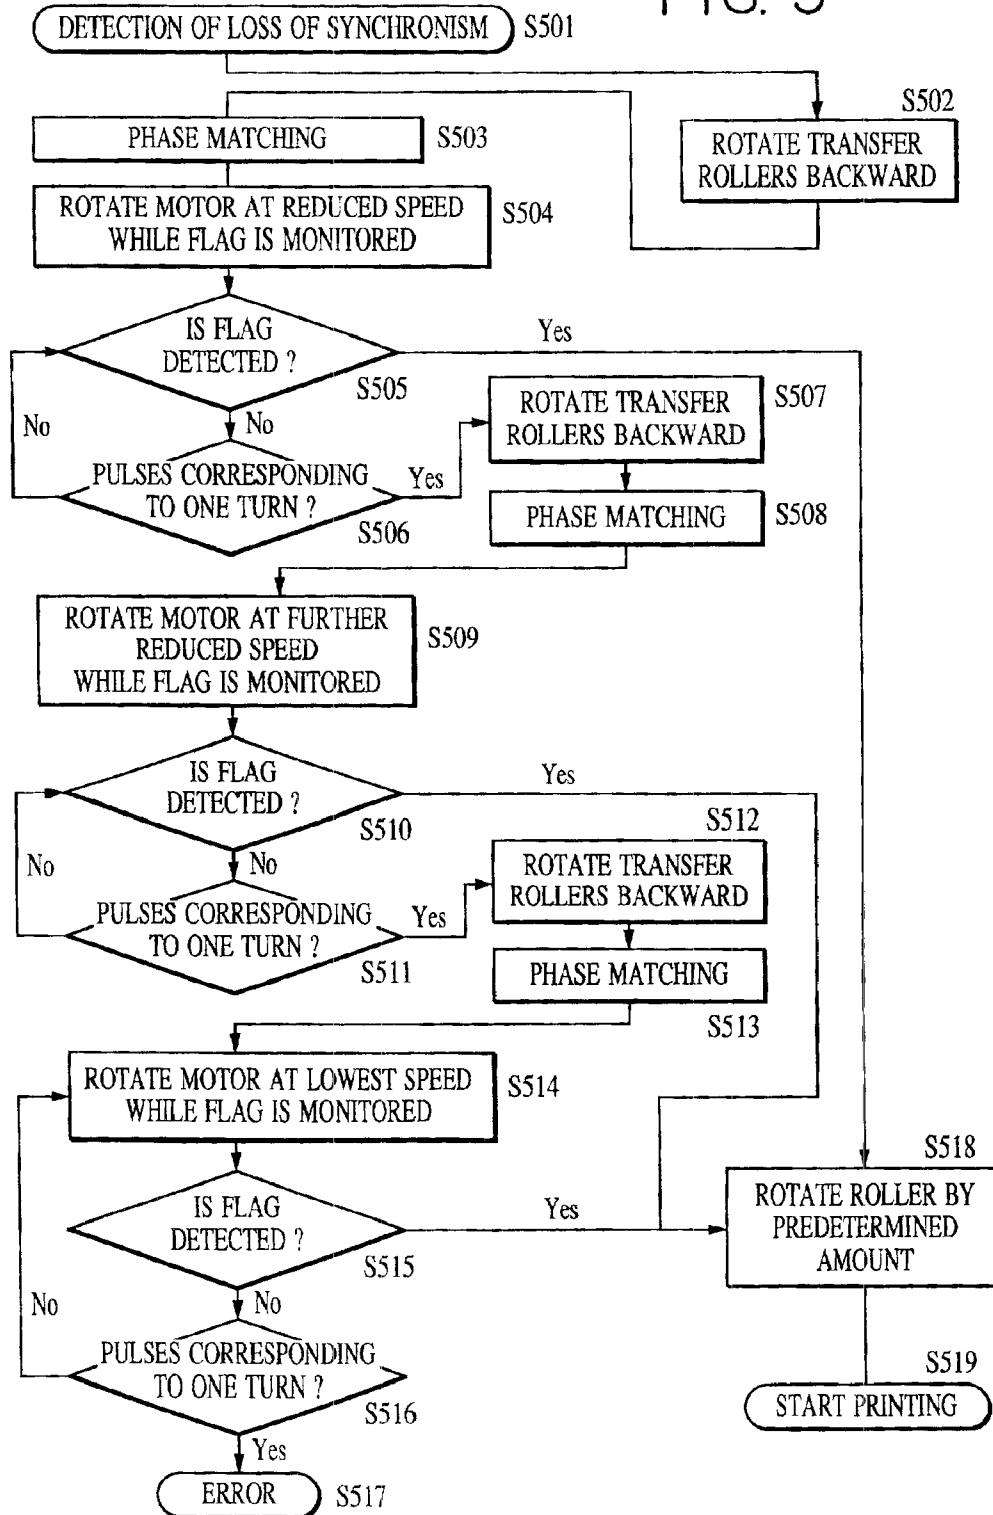 FIG. 5
DETECTION OF LOSS OF SYNCHRONISM
S501
S502
ROTATE TRANSFER
ROLLERS BACKWARD
PHASE MATCHING
S503
ROTATE MOTOR AT REDUCED SPEED
WHILE FLAG IS MONITORED
S504
IS FLAG
DETECTED ?
S505
Yes
No
No
PULSES CORRESPONDING
TO ONE TURN ?
S506
Yes
ROTATE TRANSFER
ROLLERS BACKWARD
S507
PHASE MATCHING
S508
ROTATE MOTOR AT FURTHER
REDUCED SPEED
WHILE FLAG IS MONITORED
S509
IS FLAG
DETECTED ?
S510
Yes
No
No
PULSES CORRESPONDING
TO ONE TURN ?
S511
Yes
S512
ROTATE TRANSFER
ROLLERS BACKWARD
PHASE MATCHING
S513
ROTATE MOTOR AT LOWEST SPEED
WHILE FLAG IS MONITORED
S514
IS FLAG
DETECTED ?
S515
Yes
No
No
PULSES CORRESPONDING
TO ONE TURN ?
S516
Yes
ERROR
S517
S518
ROTATE ROLLER BY
PREDETERMINED
AMOUNT
S519
START PRINTING